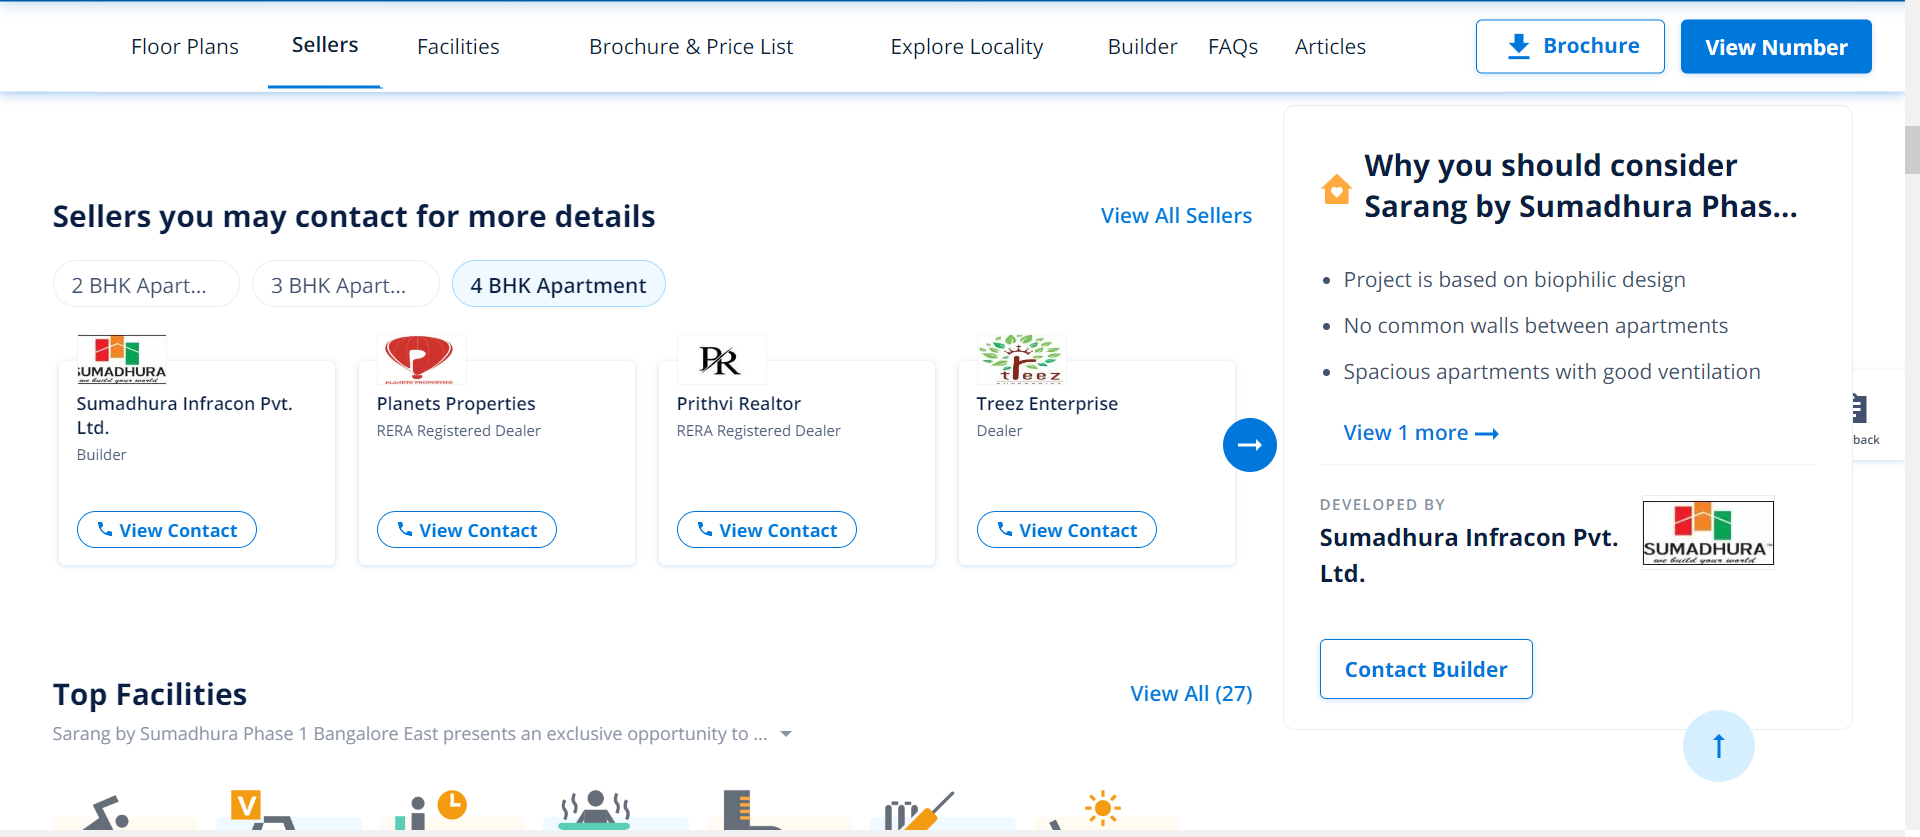 Floor Plans
Sellers
Facilities
Brochure & Price List
Explore Locality
Builder
FAQs
Articles
Brochure
View Number
Sellers you may contact for more details
View All Sellers
2 BHK Apart...
3 BHK Apart...
4 BHK Apartment
SUMADHURA
we build your world
Sumadhura Infracon Pvt.
Ltd.
Builder
View Contact
P
PLANETS PROPERTIES
Planets Properties
RERA Registered Dealer
View Contact
PR
Prithvi Realtor
RERA Registered Dealer
View Contact
treez
Treez Enterprise
Dealer
View Contact
Top Facilities
View All (27)
Sarang by Sumadhura Phase 1 Bangalore East presents an exclusive opportunity to ...
V
Why you should consider
Sarang by Sumadhura Phas...
Project is based on biophilic design
No common walls between apartments
Spacious apartments with good ventilation
View 1 more
DEVELOPED BY
Sumadhura Infracon Pvt.
Ltd.
SUMADHURA
we build your world
Contact Builder
back